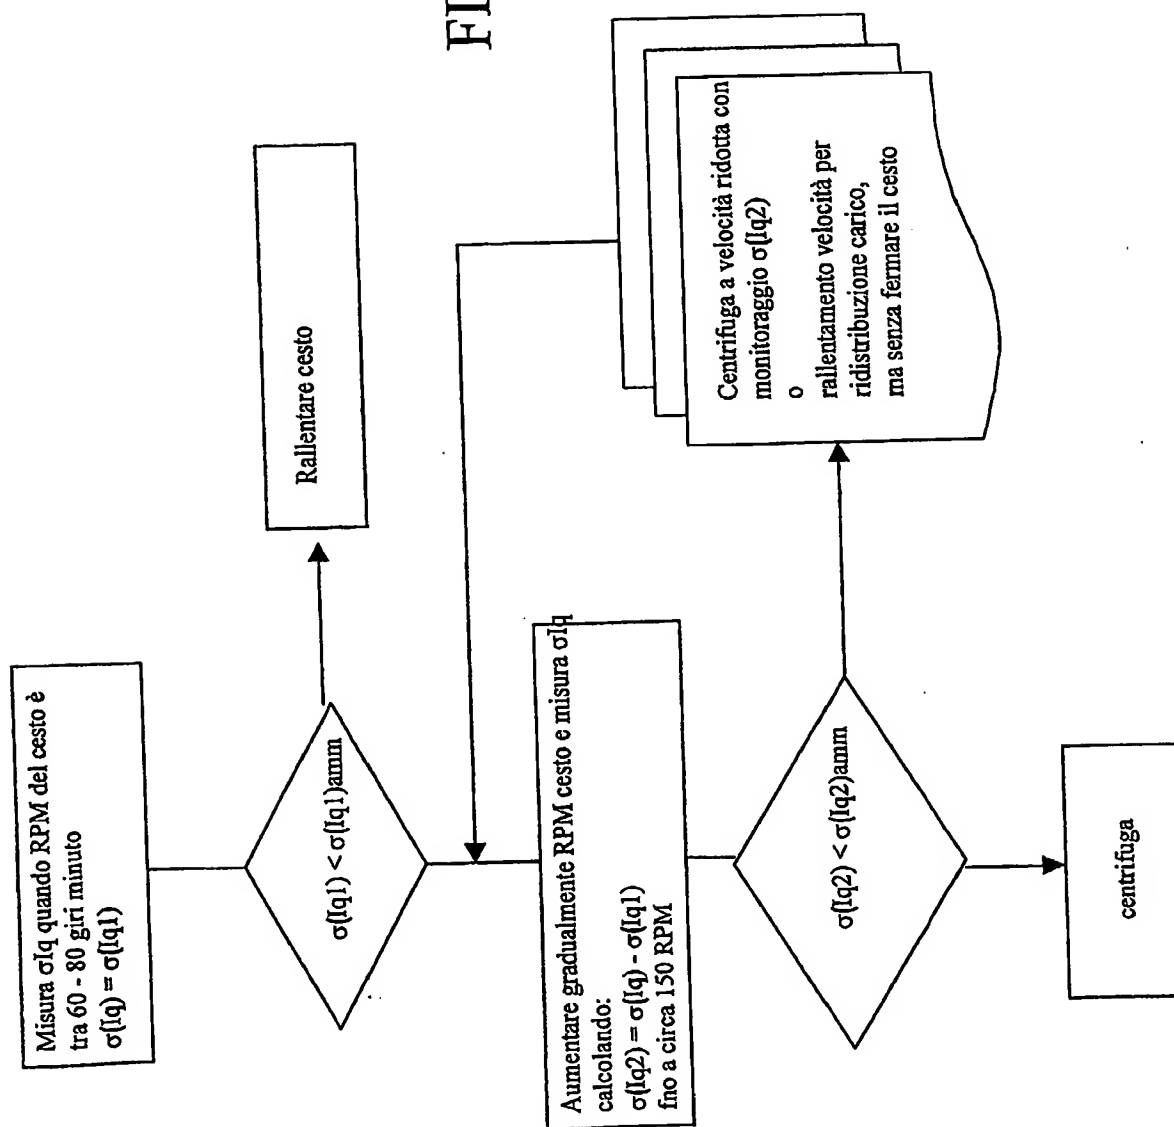 FI
Misura σIq quando RPM del cesto è
tra 60 - 80 giri minuto
σ(Iq) = σ(Iq1)
σ(Iq1) < σ(Iq1)amm
Rallentare cesto
Aumentare gradualmente RPM cesto e misura σIq
calcolando:
σ(Iq2) = σ(Iq) - σ(Iq1)
fno a circa 150 RPM
σ(Iq2) < σ(Iq2)amm
Centrifuga a velocità ridotta con
monitoraggio σ(Iq2)
o
rallentamento velocità per
ridistribuzione carico,
ma senza fermare il cesto
centrifuga